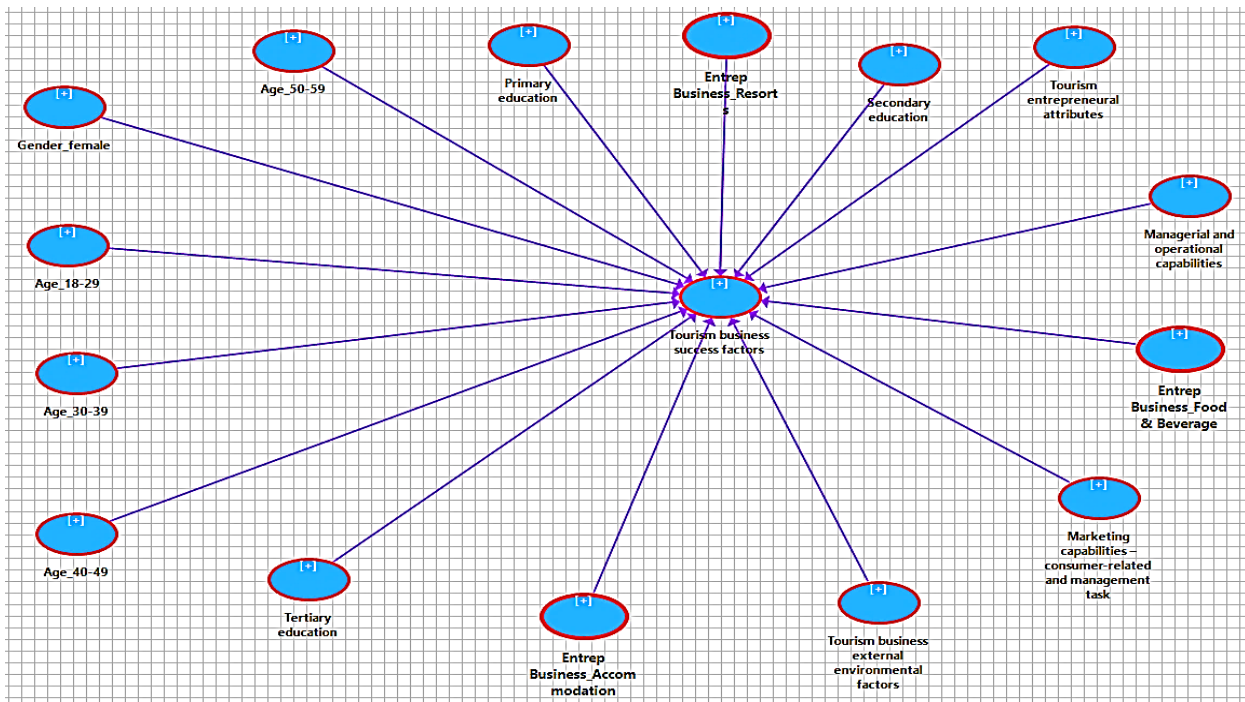 [+]
Entrep
Business_Resort
s
[+]
Primary
education
[+]
Age_50-59
[+]
Tourism
entrepreneural
attributes
[+]
Secondary
education
[+]
Gender_female
[+]
Managerial and
operational
capabilities
[+]
Age_18-29
[+]
Tourism business
success factors
[+]
Entrep
Business_Food
& Beverage
[+]
Age_30-39
[+]
Marketing
capabilities –
consumer-related
and management
task
[+]
Age_40-49
[+]
Tertiary
education
[+]
Entrep
Business_Accom
modation
[+]
Tourism business
external
environmental
factors